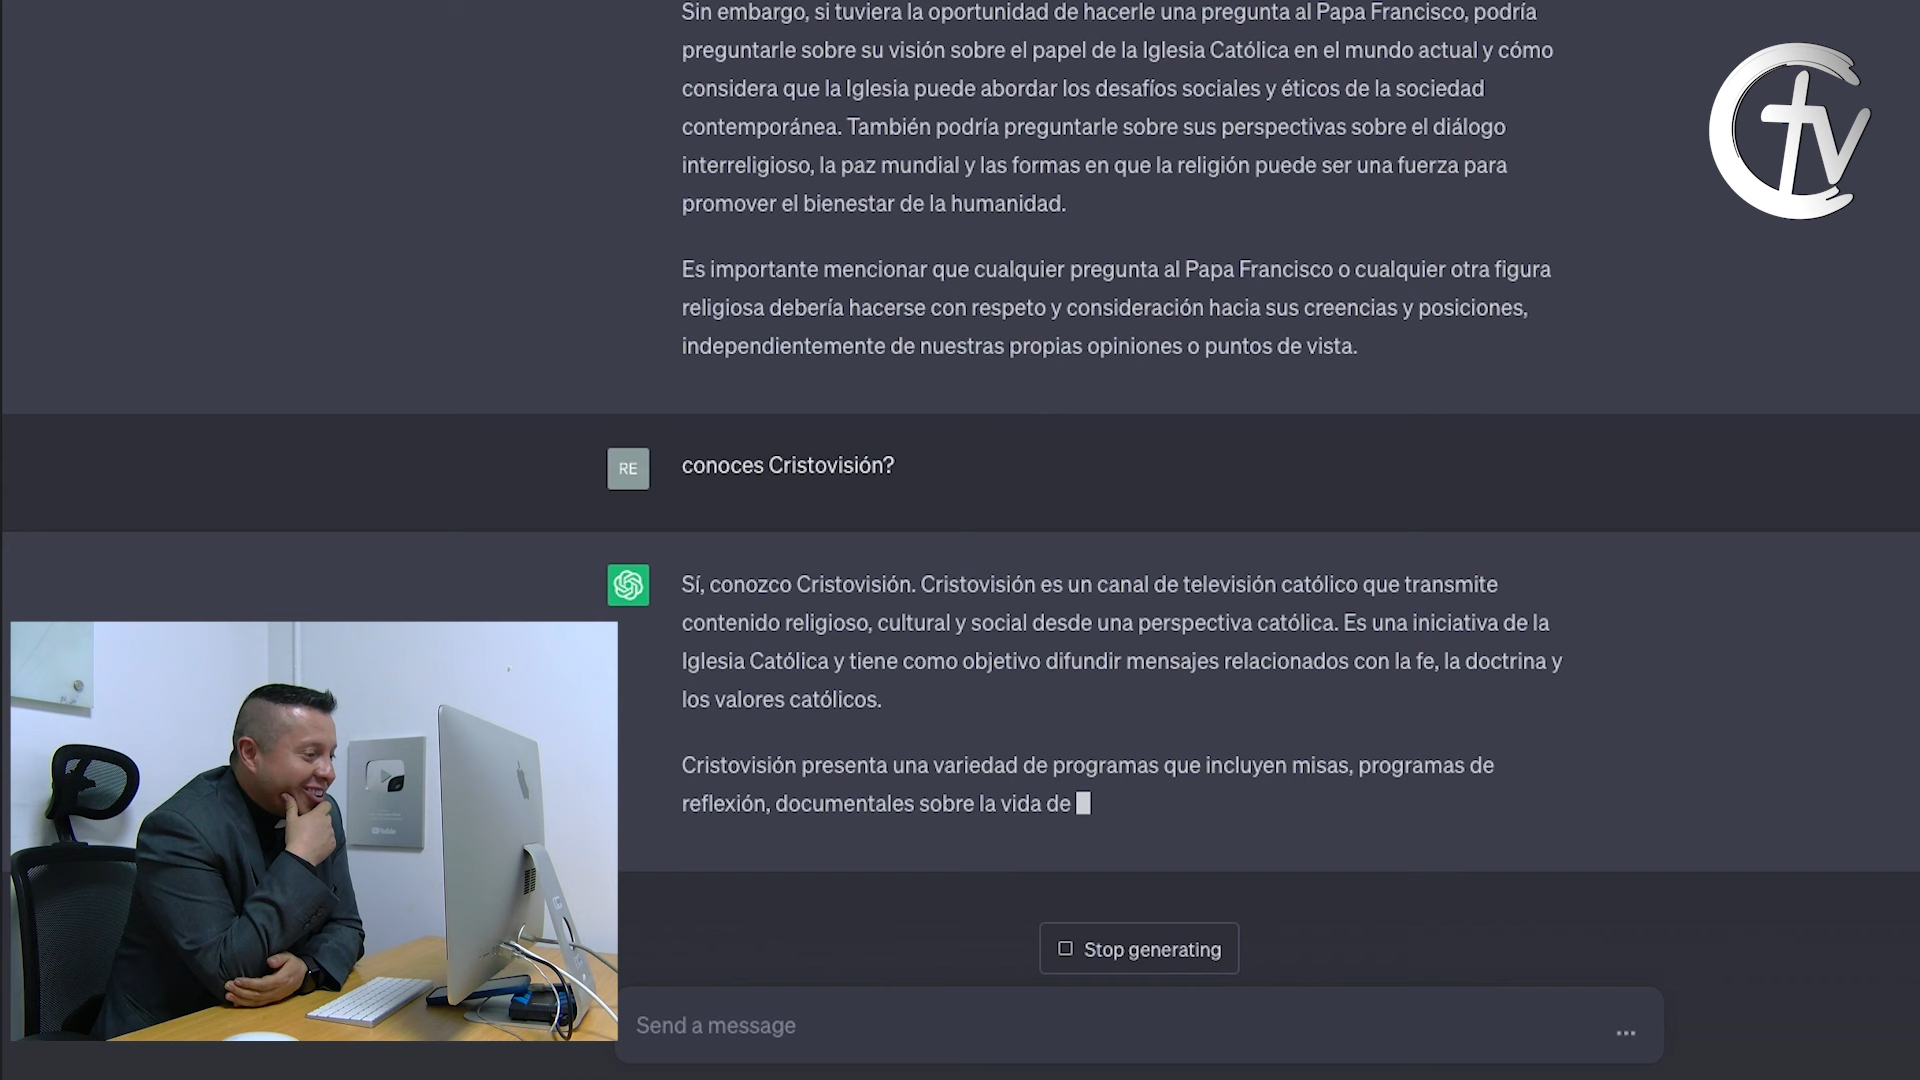 Sin embargo, si tuviera la oportunidad de hacerle una pregunta al Papa Francisco, podría
preguntarle sobre su visión sobre el papel de la Iglesia Católica en el mundo actual y cómo
considera que la Iglesia puede abordar los desafíos sociales y éticos de la sociedad
contemporánea. También podría preguntarle sobre sus perspectivas sobre el diálogo
interreligioso, la paz mundial y las formas en que la religión puede ser una fuerza para
promover el bienestar de la humanidad.
Es importante mencionar que cualquier pregunta al Papa Francisco o cualquier otra figura
religiosa debería hacerse con respeto y consideración hacia sus creencias y posiciones,
independientemente de nuestras propias opiniones o puntos de vista.
RE
conoces Cristovisión?
Sí, conozco Cristovisión. Cristovisión es un canal de televisión católico que transmite
contenido religioso, cultural y social desde una perspectiva católica. Es una iniciativa de la
Iglesia Católica y tiene como objetivo difundir mensajes relacionados con la fe, la doctrina y
los valores católicos.
Cristovisión presenta una variedad de programas que incluyen misas, programas de
reflexión, documentales sobre la vida de
Stop generating
Send a message
CTV
YouTube